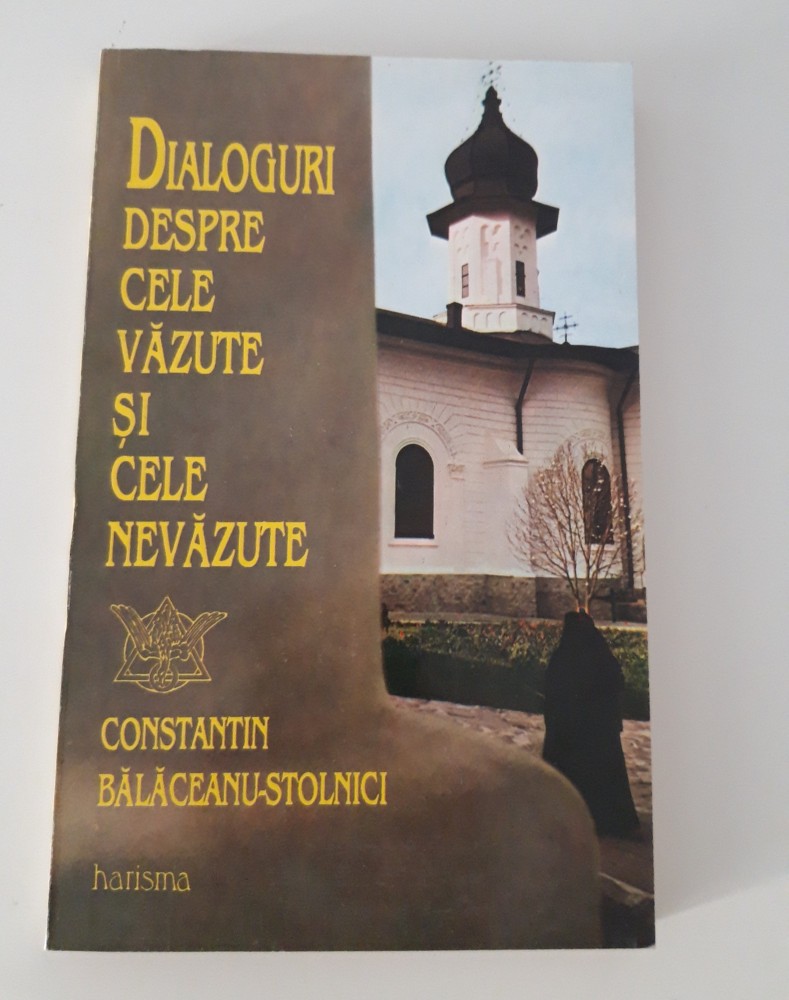 DIALOGURI
DESPRE
CELE
VĂZUTE
ȘI
CELE
NEVĂZUTE
CONSTANTIN
BĂLĂCEANU-STOLNICI
harisma